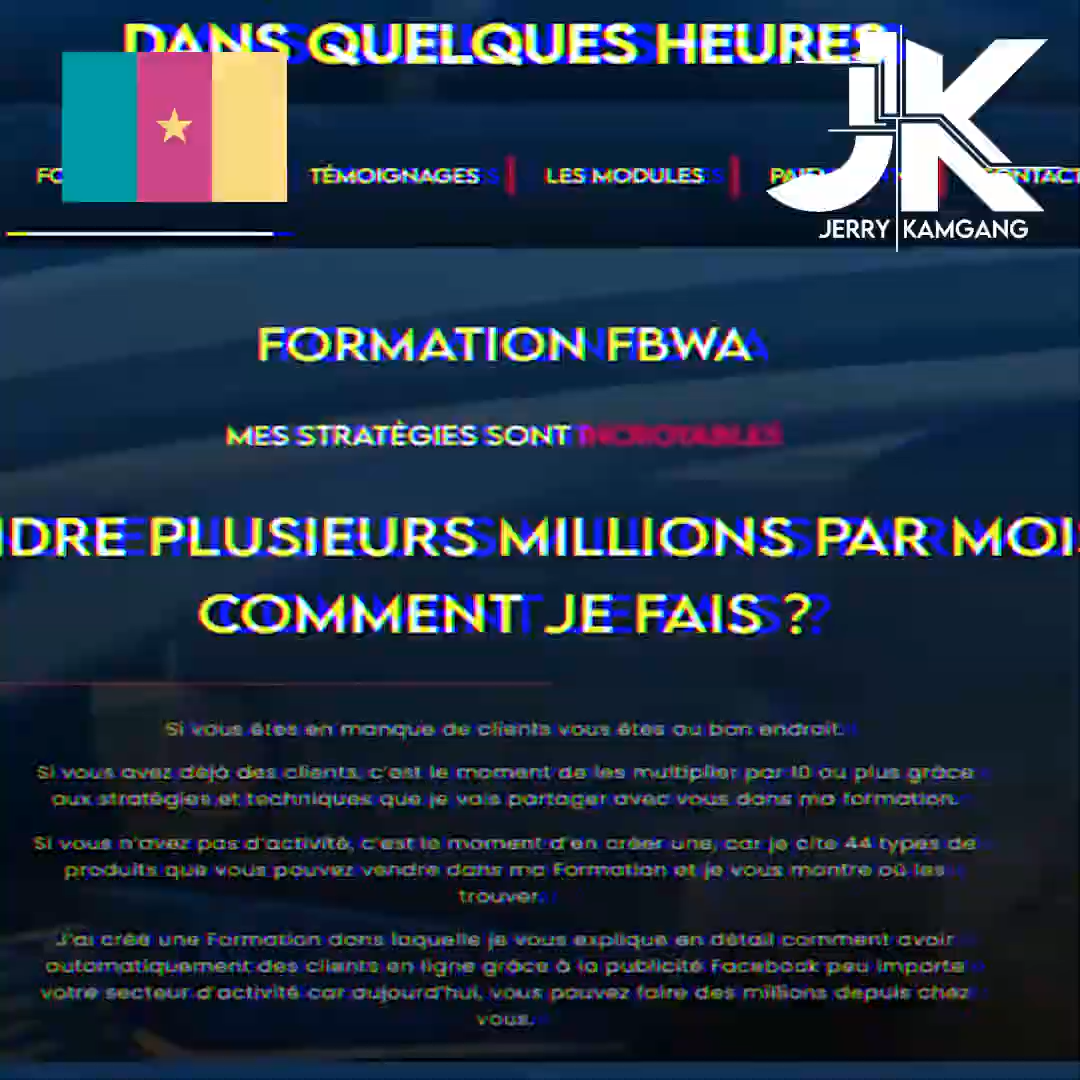 DANS QUELQUES HEURES
JK
FO
TÉMOIGNAGES
LES MODULES
CONTACT
JERRY KAMGANG
FORMATION FBWA
MES STRATÉGIES SONT INCROYABLES
NDRE PLUSIEURS MILLIONS PAR MOIS
COMMENT JE FAIS ?
Si vous êtes en manque de clients vous êtes au bon endroit.
Si vous avez déjà des clients, c'est le moment de les multiplier par 10 ou plus grâce
aux stratégies et techniques que je vais partager avec vous dans ma formation.
Si vous n'avez pas d'activité, c'est le moment d'en créer une, car je cite 44 types de
produits que vous pouvez vendre dans ma Formation et je vous montre où les
trouver.
J'ai créé une Formation dans laquelle je vous explique en détail comment avoir
automatiquement des clients en ligne grâce à la publicité Facebook peu importe
votre secteur d'activité car aujourd'hui, vous pouvez faire des millions depuis chez
vous.